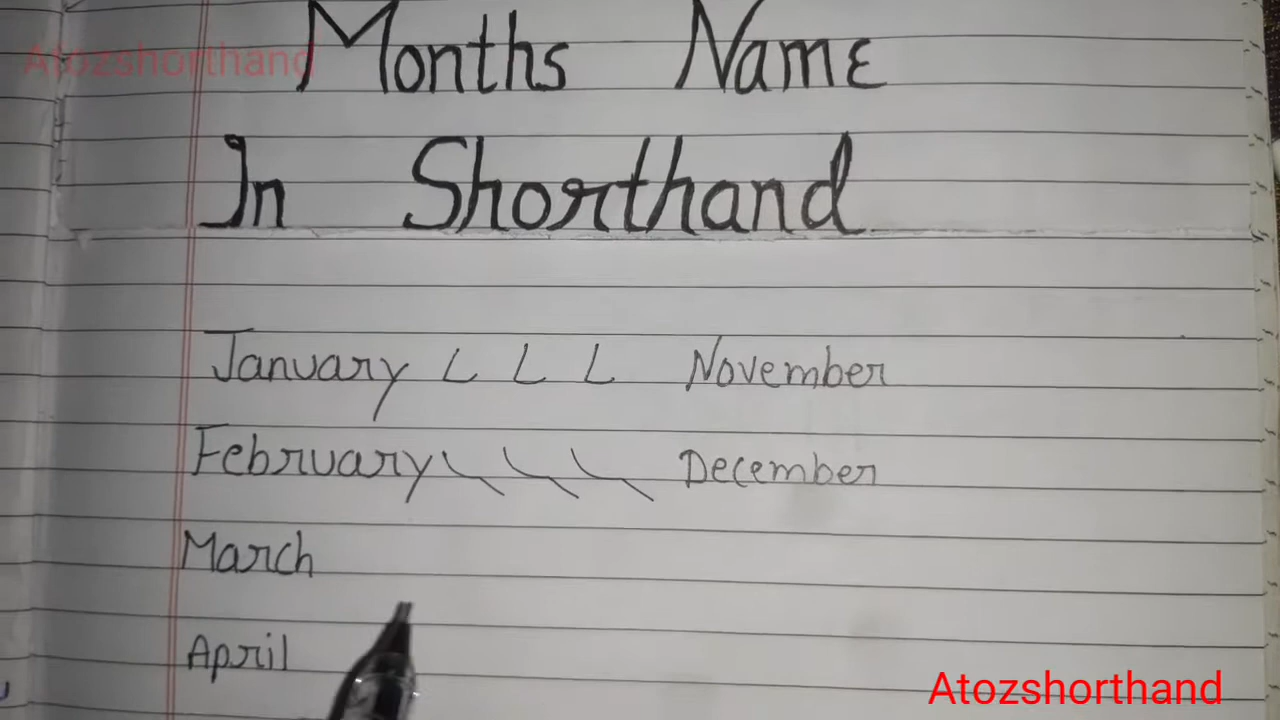 Atozshorthand
Months Name
In Shorthand
January November
February December
March
April
Atozshorthand